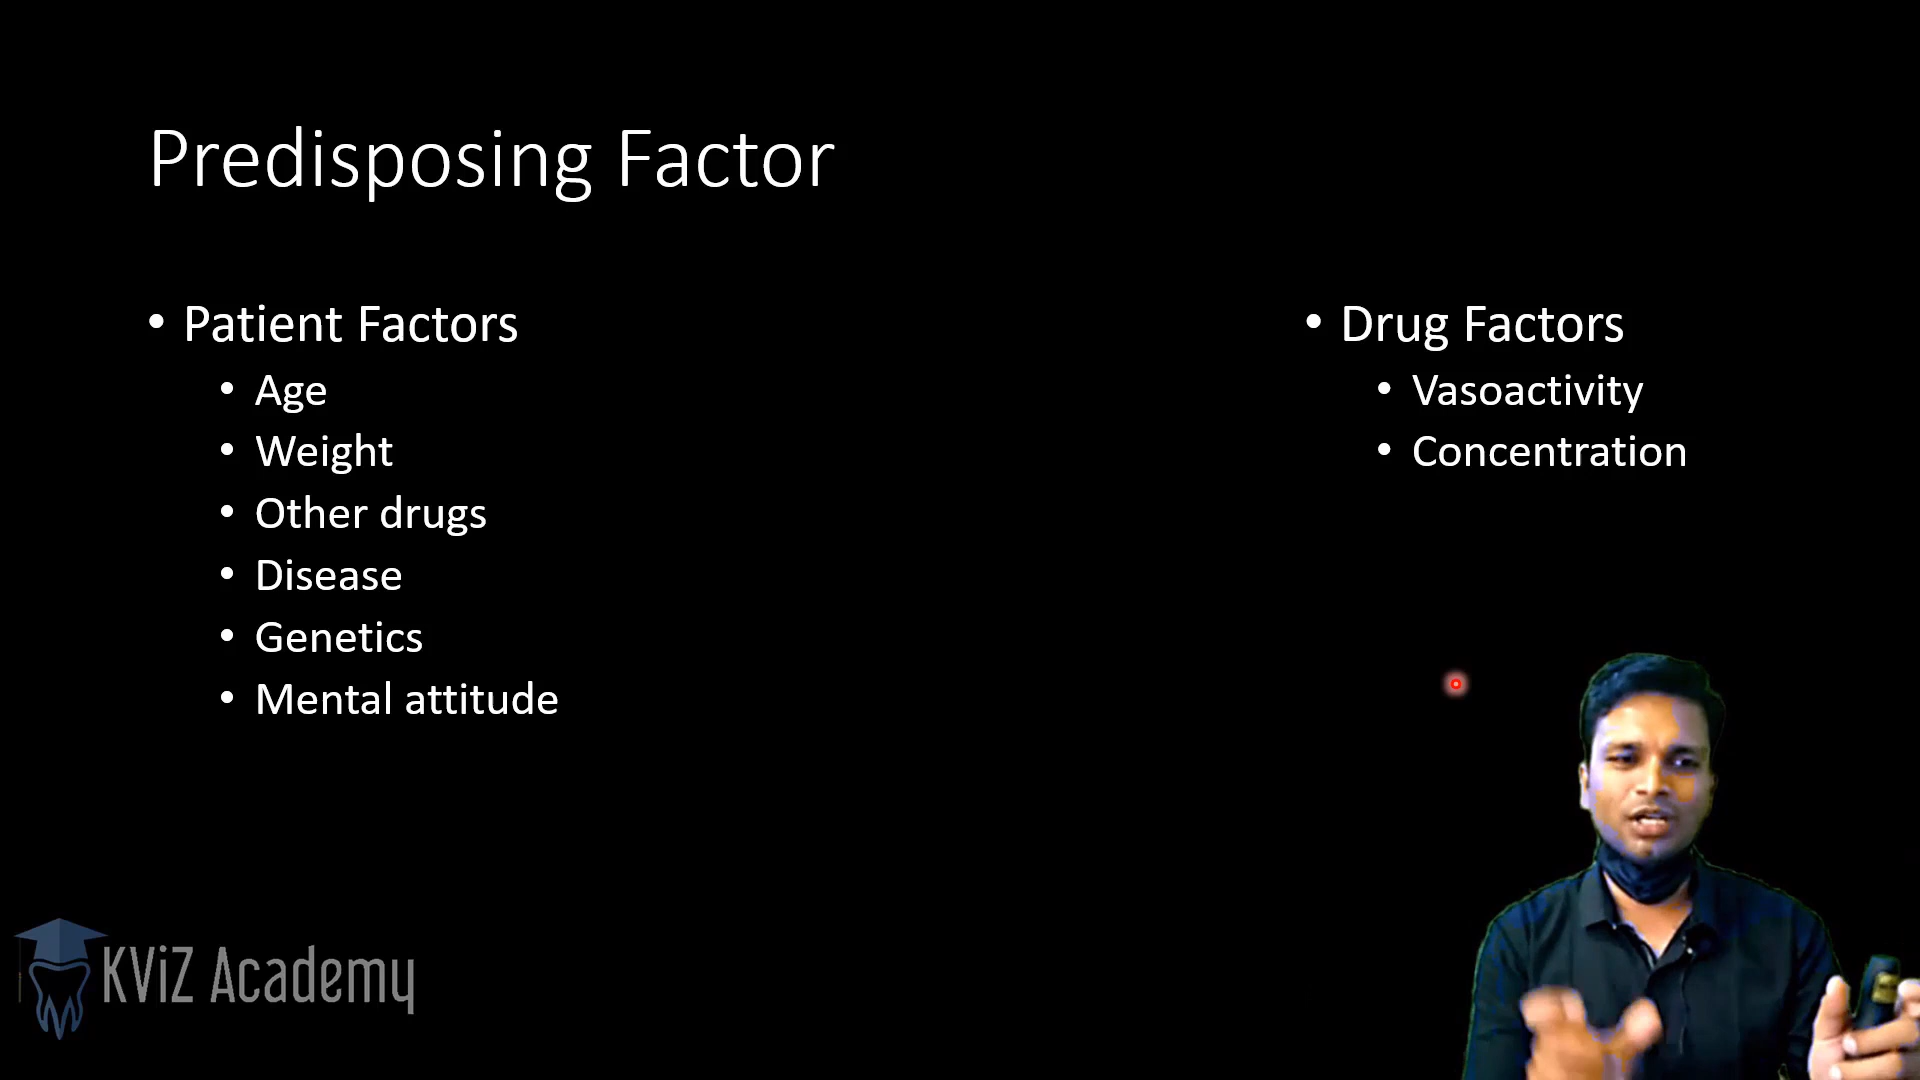 Predisposing Factor
• Patient Factors
• Age
• Weight
• Other drugs
• Disease
• Genetics
• Mental attitude
• Drug Factors
• Vasoactivity
• Concentration
KViZ Academy